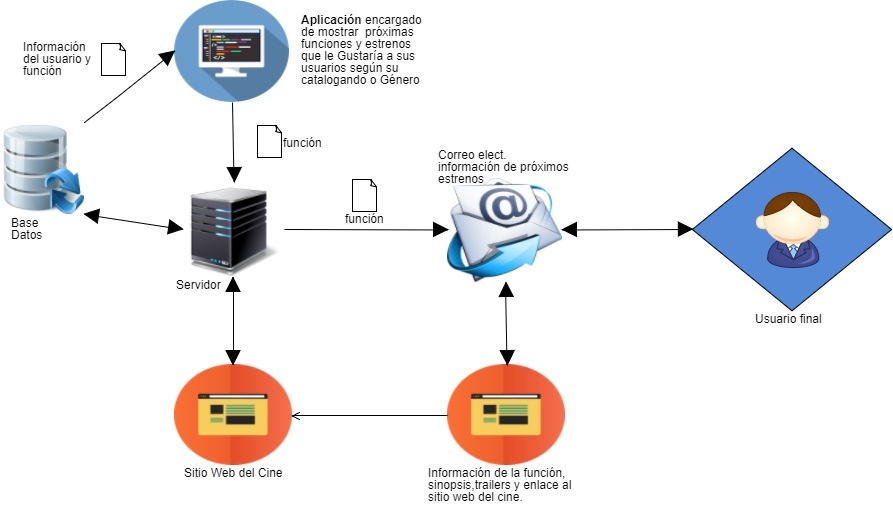 Información
del usuario y
función
Aplicación encargado
de mostrar próximas
funciones y estrenos
que le Gustaría a sus
usuarios según su
catalogando o Género
función
Correo elect.
información de próximos
estrenos
función
Base
Datos
Servidor
Usuario final
Sitio Web del Cine
Información de la función,
sinopsis,trailers y enlace al
sitio web del cine.